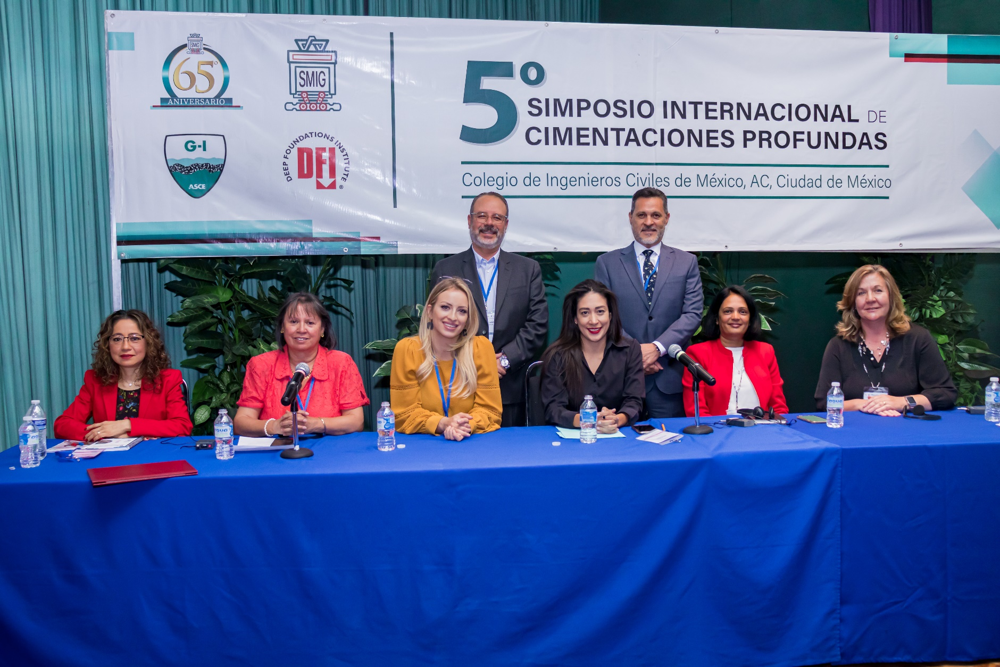 SMIG
65°
ANIVERSARIO
SMIG
G-I
ASCE
DEEP FOUNDATIONS INSTITUTE
DFI
®
5°
SIMPOSIO INTERNACIONAL DE
CIMENTACIONES PROFUNDAS
Colegio de Ingenieros Civiles de México, AC, Ciudad de México